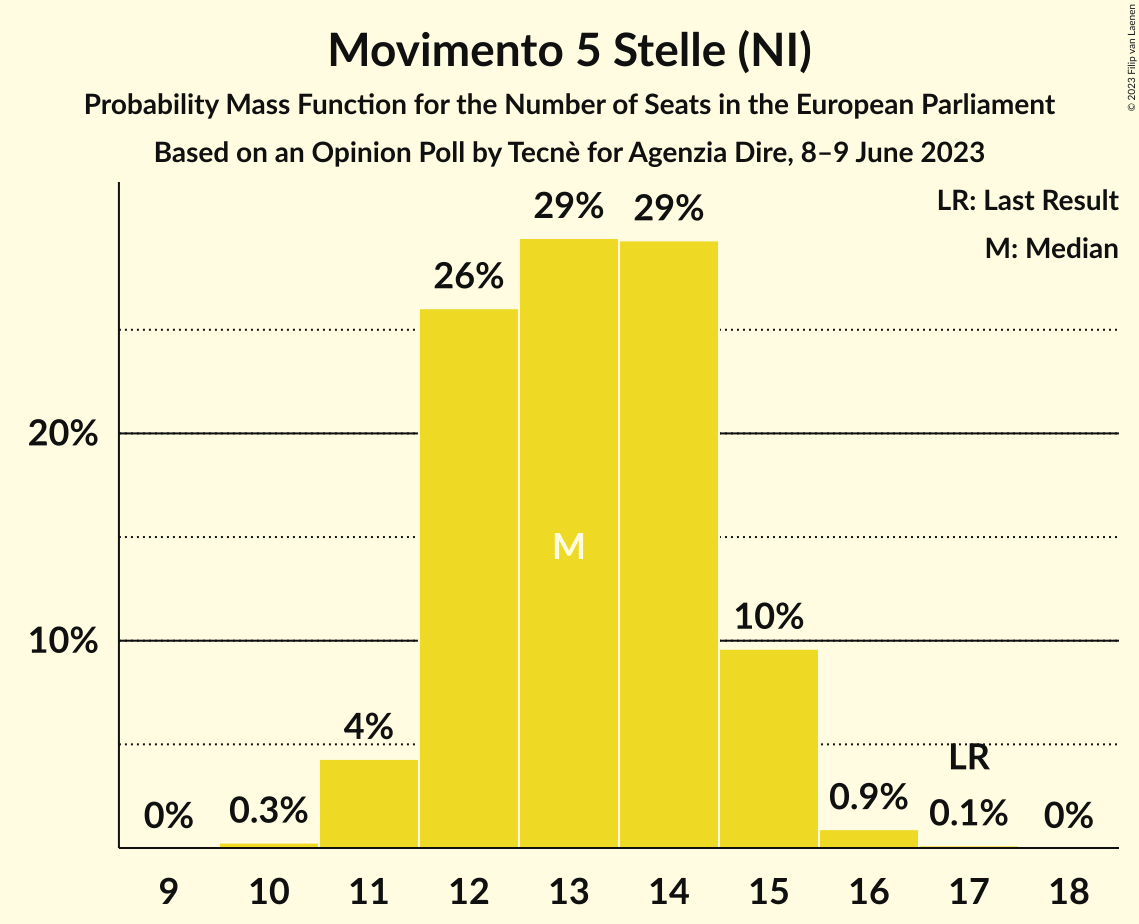 Movimento 5 Stelle (NI)
Probability Mass Function for the Number of Seats in the European Parliament
Based on an Opinion Poll by Tecnè for Agenzia Dire, 8–9 June 2023
© 2023 Filip van Laenen
LR: Last Result
M: Median
29%
29%
26%
20%
M
10%
10%
4%
LR
0%
0.3%
0.9%
0.1%
0%
9
10
11
12
13
14
15
16
17
18